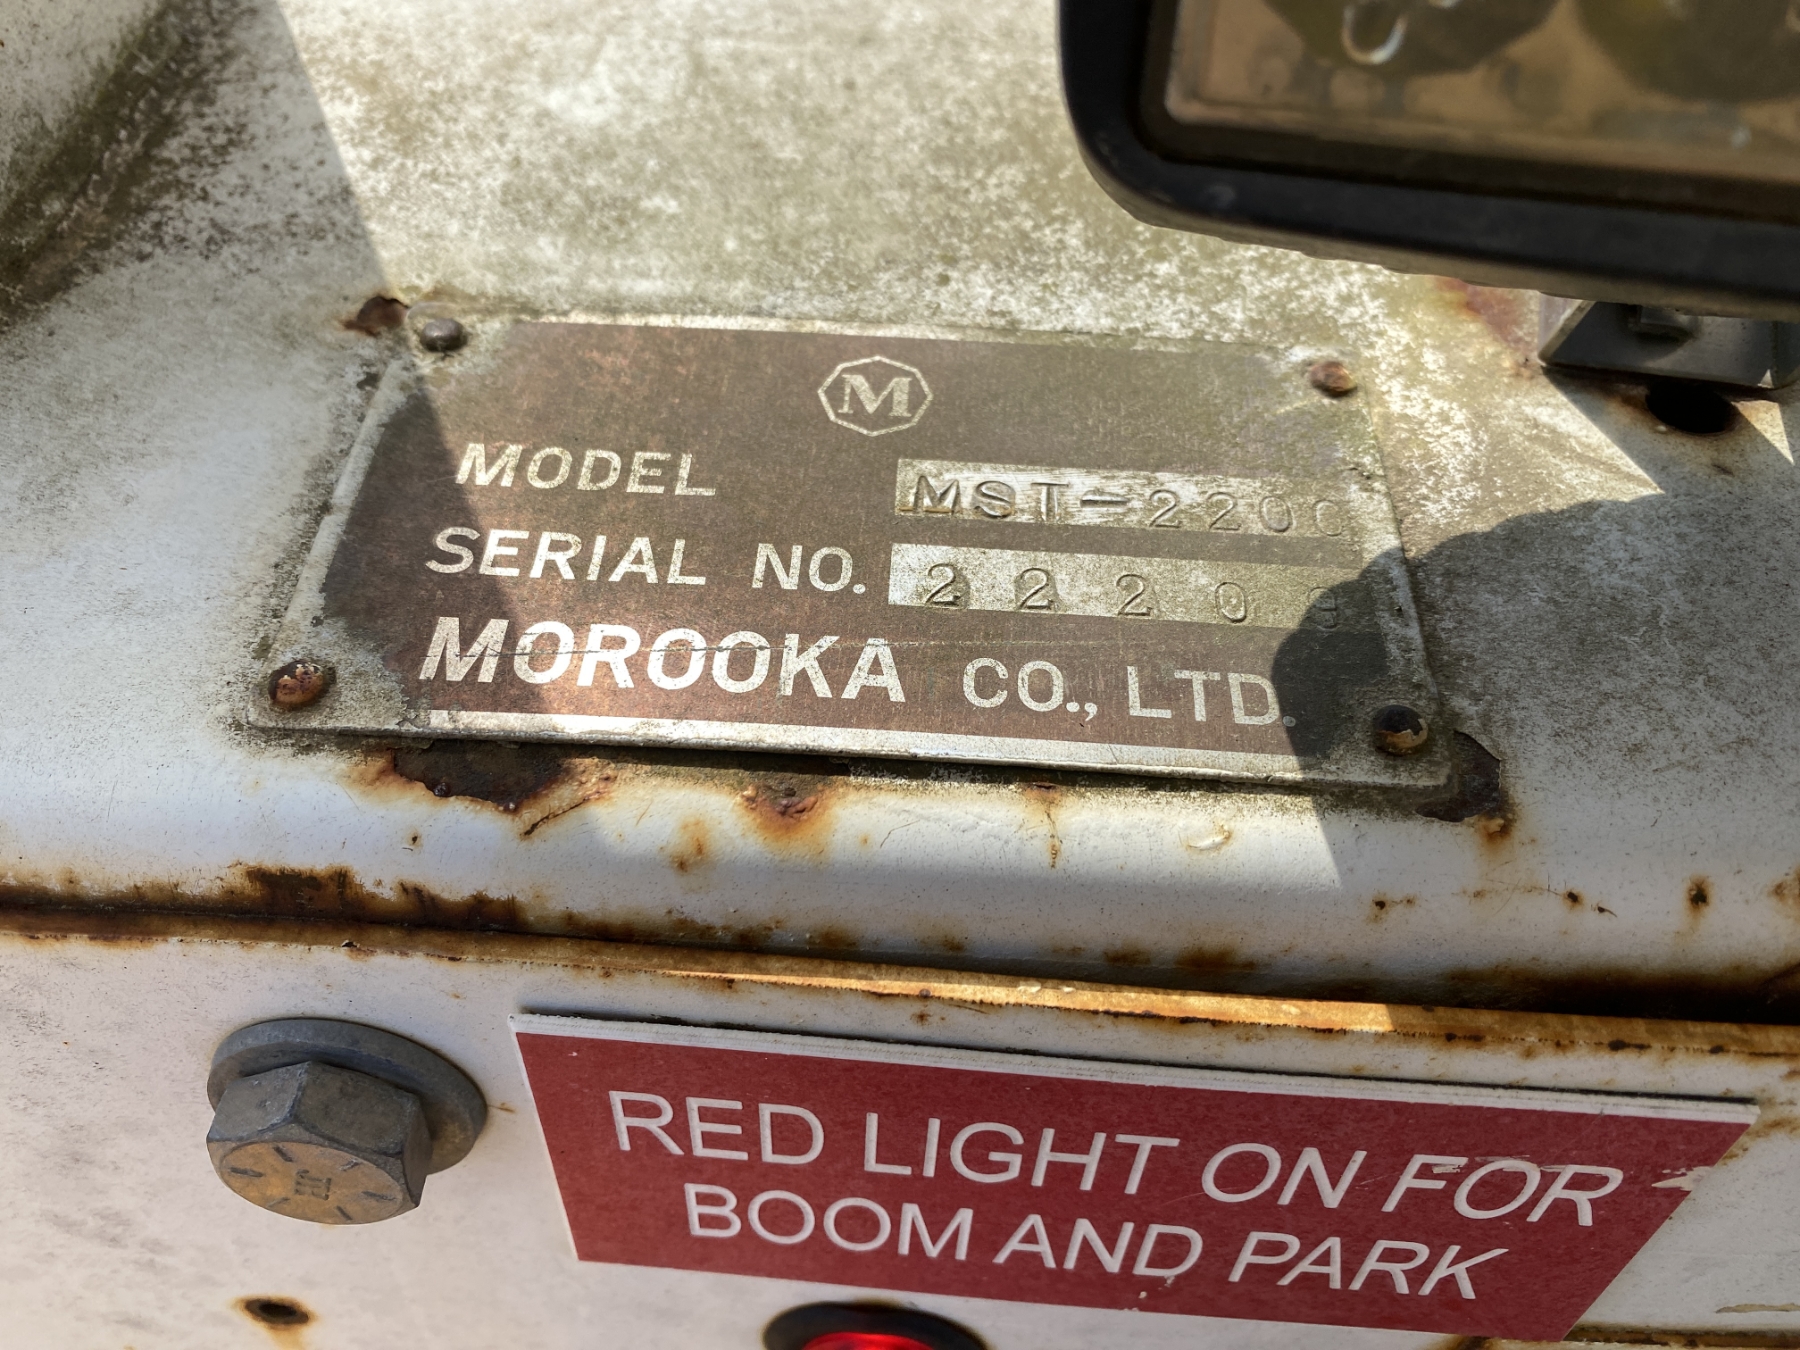 M
MODEL MST-2200
SERIAL NO.
MOROOKA CO., LTD.
RED LIGHT ON FOR
BOOM AND PARK